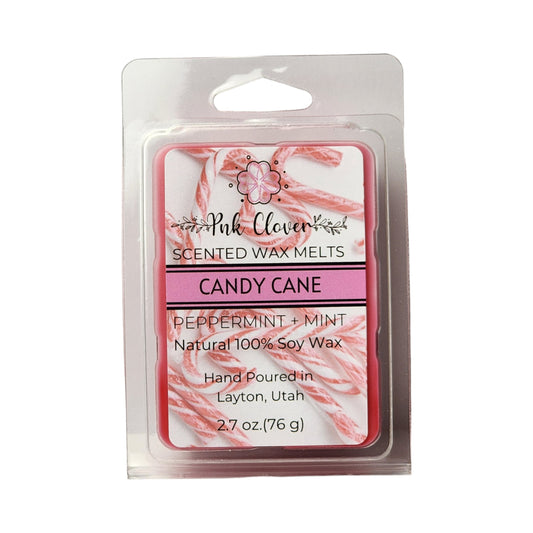 Pnk Clover
SCENTED WAX MELTS
CANDY CANE
PEPPERMINT + MINT
Natural 100% Soy Wax
Hand Poured in
Layton, Utah
2.7 oz.(76 g)